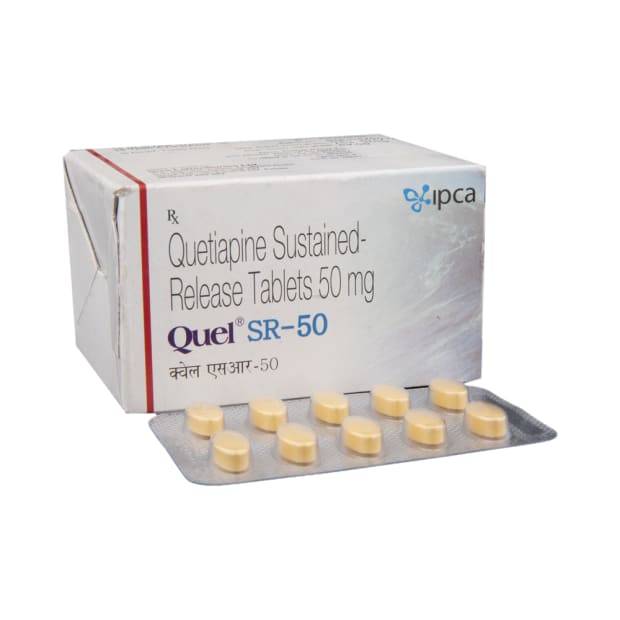 ipca
Rx
Quetiapine Sustained-
Release Tablets 50 mg
Quel® SR-50
क्वेल एसआर-50